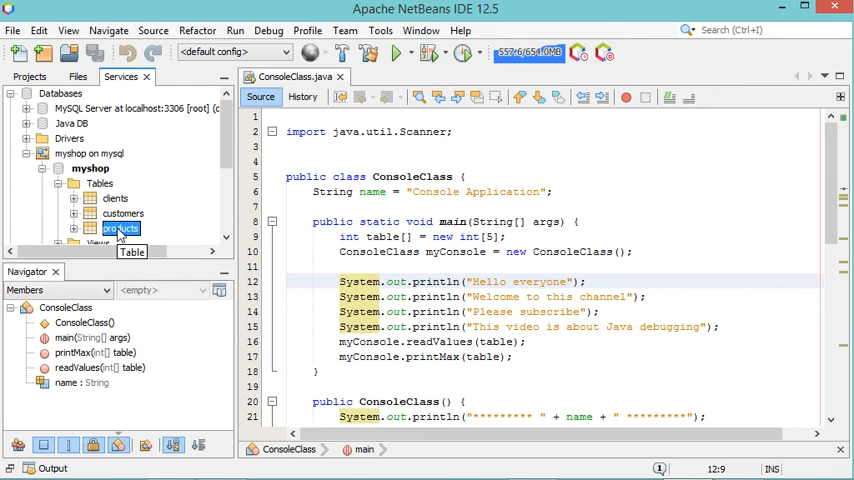 Apache NetBeans IDE 12.5
File Edit View Navigate Source Refactor Run Debug Profile Team Tools Window Help
Search (Ctrl+I)
<default config>
557.6/654.0MB
Projects Files Services
Databases
MySQL Server at localhost:3306 [root] (
Java DB
Drivers
myshop on mysql
myshop
Tables
clients
customers
products
Views
Table
Navigator
Members
<empty>
ConsoleClass
ConsoleClass()
main(String[] args)
printMax(int[] table)
readValues(int[] table)
name : String
Output
ConsoleClass.java
Source History
1
2 import java.util.Scanner;
3
4
5 public class ConsoleClass {
6 String name = "Console Application";
7
8 public static void main(String[] args) {
9 int table[] = new int[5];
10 ConsoleClass myConsole = new ConsoleClass();
11
12 System.out.println("Hello everyone");
13 System.out.println("Welcome to this channel");
14 System.out.println("Please subscribe");
15 System.out.println("This video is about Java debugging");
16 myConsole.readValues(table);
17 myConsole.printMax(table);
18 }
19
20 public ConsoleClass() {
21 System.out.println("********* " + name + " *********");
ConsoleClass main
1
12:9
INS